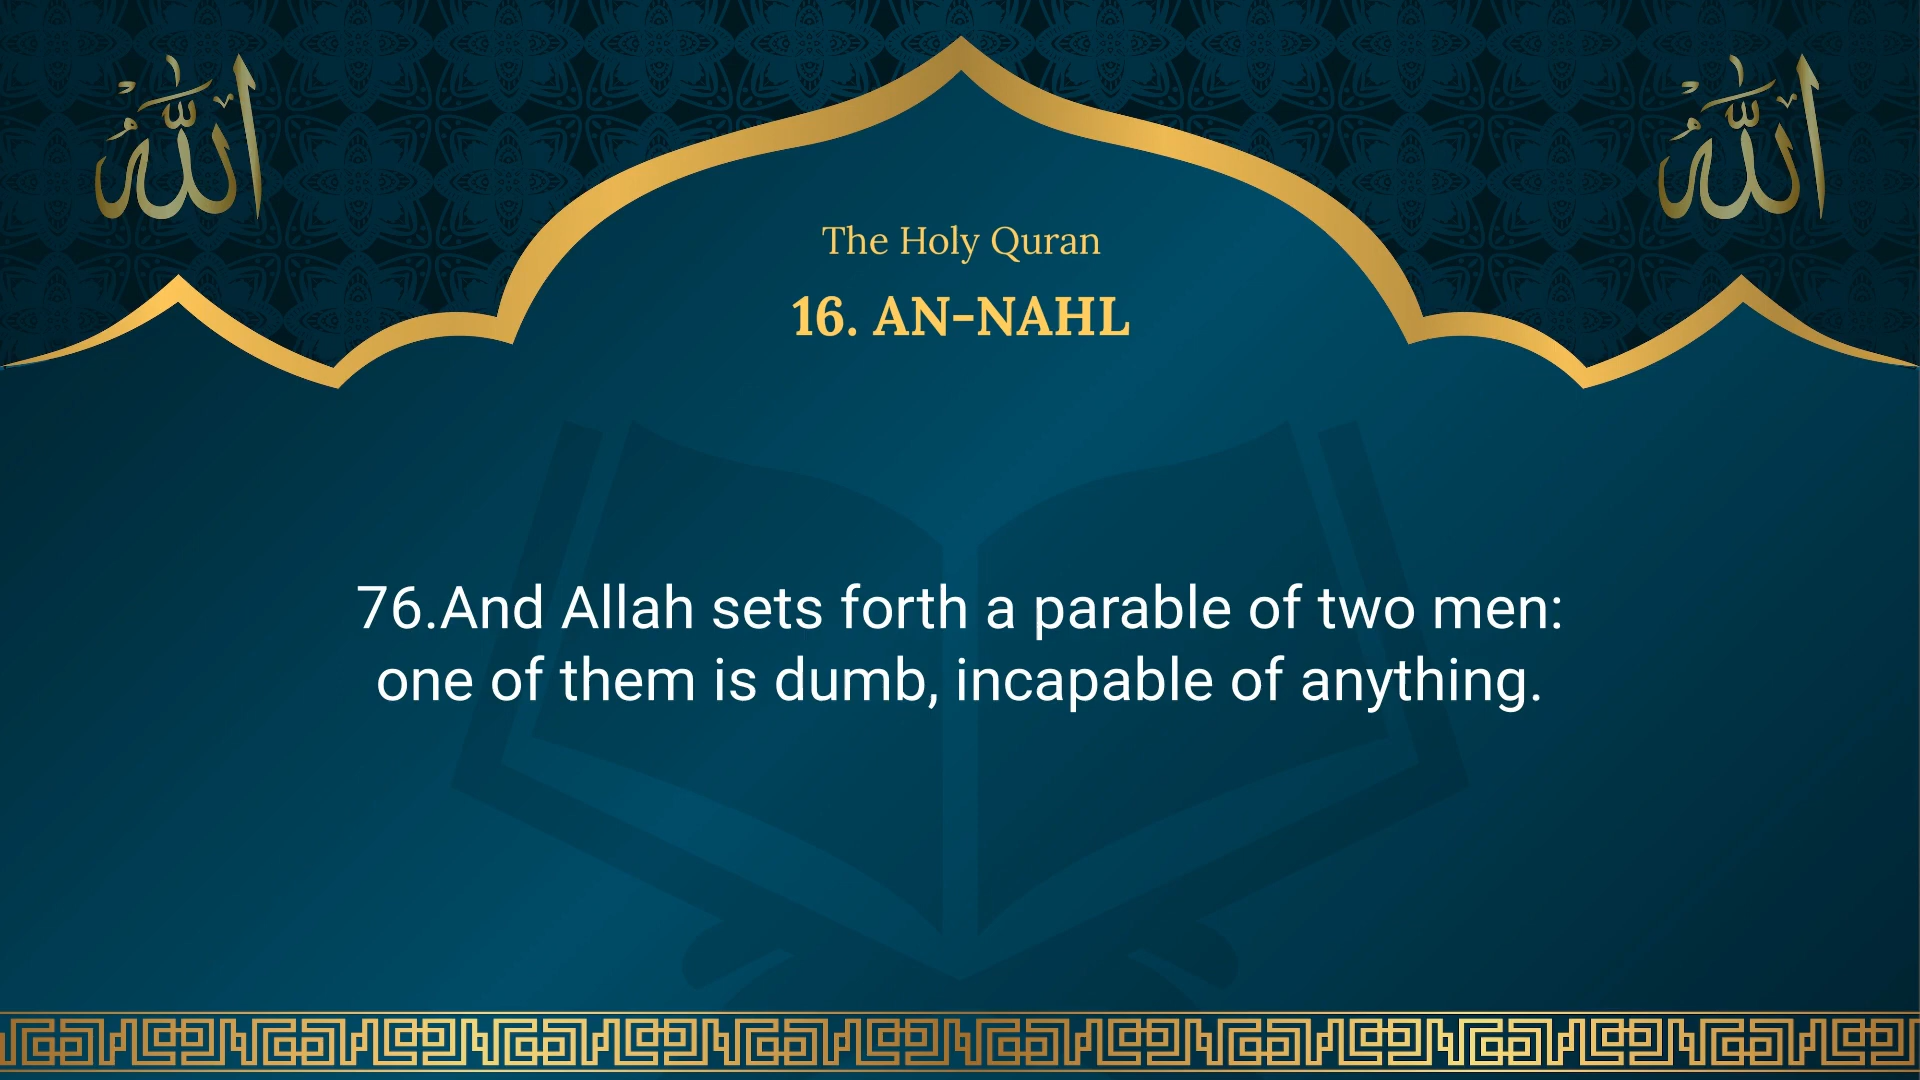 الله
الله
The Holy Quran
16. AN-NAHL
76.And Allah sets forth a parable of two men:
one of them is dumb, incapable of anything.